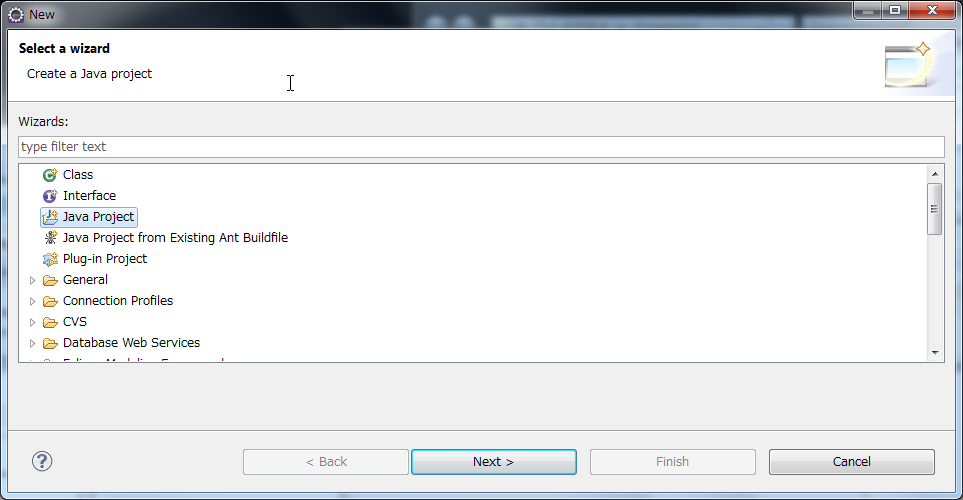 New
Select a wizard
Create a Java project
Wizards:
type filter text
Class
Interface
Java Project
Java Project from Existing Ant Buildfile
Plug-in Project
General
Connection Profiles
CVS
Database Web Services
< Back Next > Finish Cancel